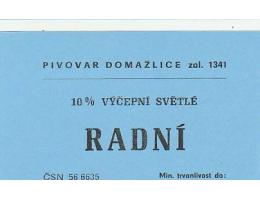 PIVOVAR DOMAŽLICE zal. 1341
10% VÝČEPNÍ SVĚTLÉ
RADNÍ
ČSN 56 6635 Min. trvanlivost do: